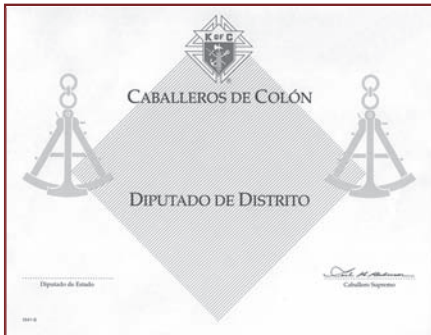 K OF C
CABALLEROS DE COLÓN
DIPUTADO DE DISTRITO
Diputado de Estado
Caballero Supremo